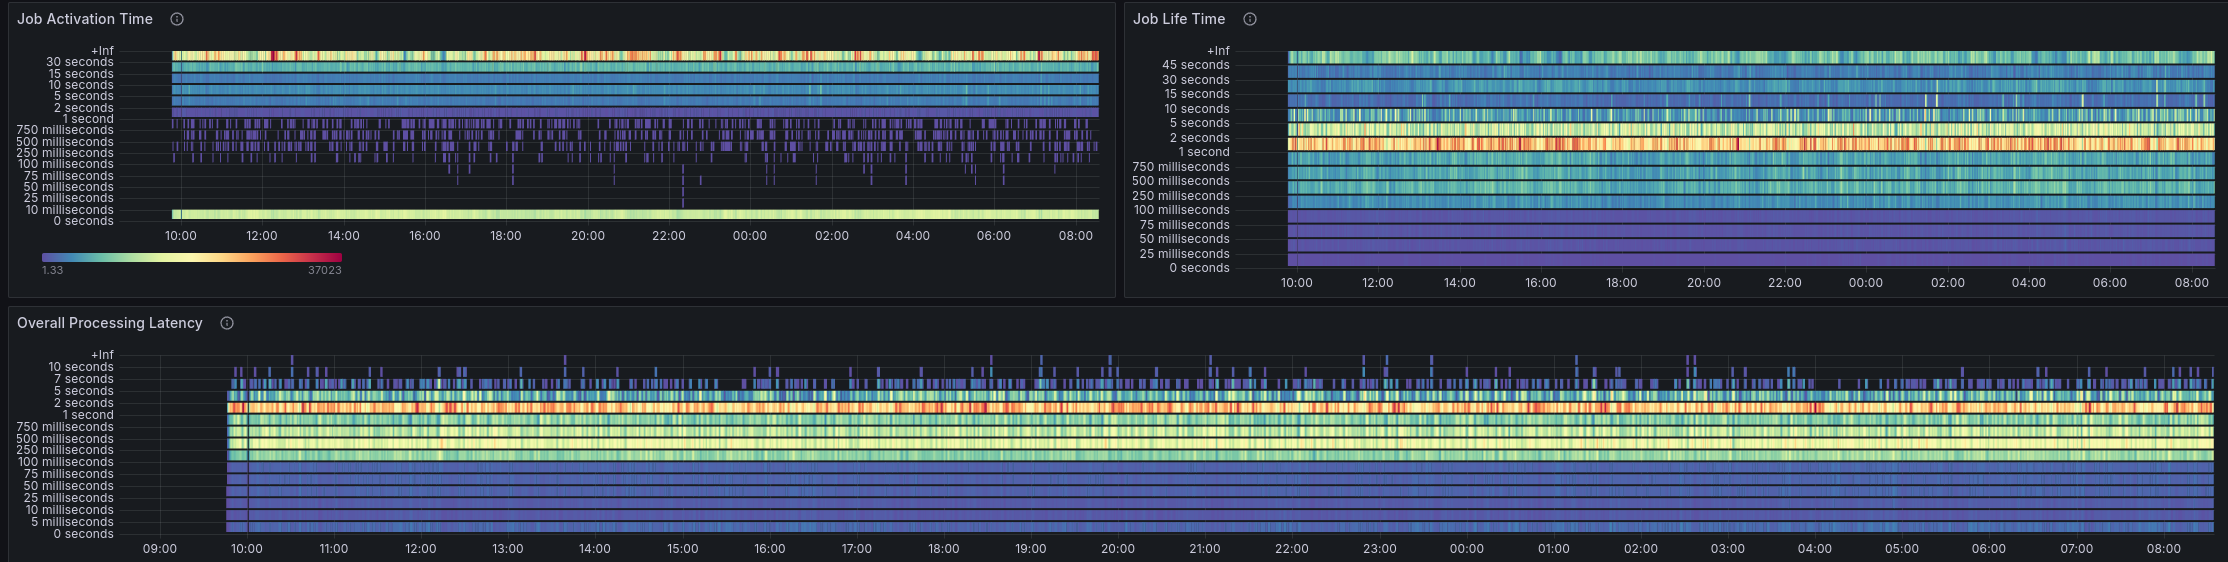 Job Activation Time
+Inf
30 seconds
15 seconds
10 seconds
5 seconds
2 seconds
1 second
750 milliseconds
500 milliseconds
250 milliseconds
100 milliseconds
75 milliseconds
50 milliseconds
25 milliseconds
10 milliseconds
0 seconds
10:00 12:00 14:00 16:00 18:00 20:00 22:00 00:00 02:00 04:00 06:00 08:00
1.33 37023
Job Life Time
+Inf
45 seconds
30 seconds
15 seconds
10 seconds
5 seconds
2 seconds
1 second
750 milliseconds
500 milliseconds
250 milliseconds
100 milliseconds
75 milliseconds
50 milliseconds
25 milliseconds
0 seconds
10:00 12:00 14:00 16:00 18:00 20:00 22:00 00:00 02:00 04:00 06:00 08:00
Overall Processing Latency
+Inf
10 seconds
7 seconds
5 seconds
2 seconds
1 second
750 milliseconds
500 milliseconds
250 milliseconds
100 milliseconds
75 milliseconds
50 milliseconds
25 milliseconds
10 milliseconds
5 milliseconds
0 seconds
09:00 10:00 11:00 12:00 13:00 14:00 15:00 16:00 17:00 18:00 19:00 20:00 21:00 22:00 23:00 00:00 01:00 02:00 03:00 04:00 05:00 06:00 07:00 08:00